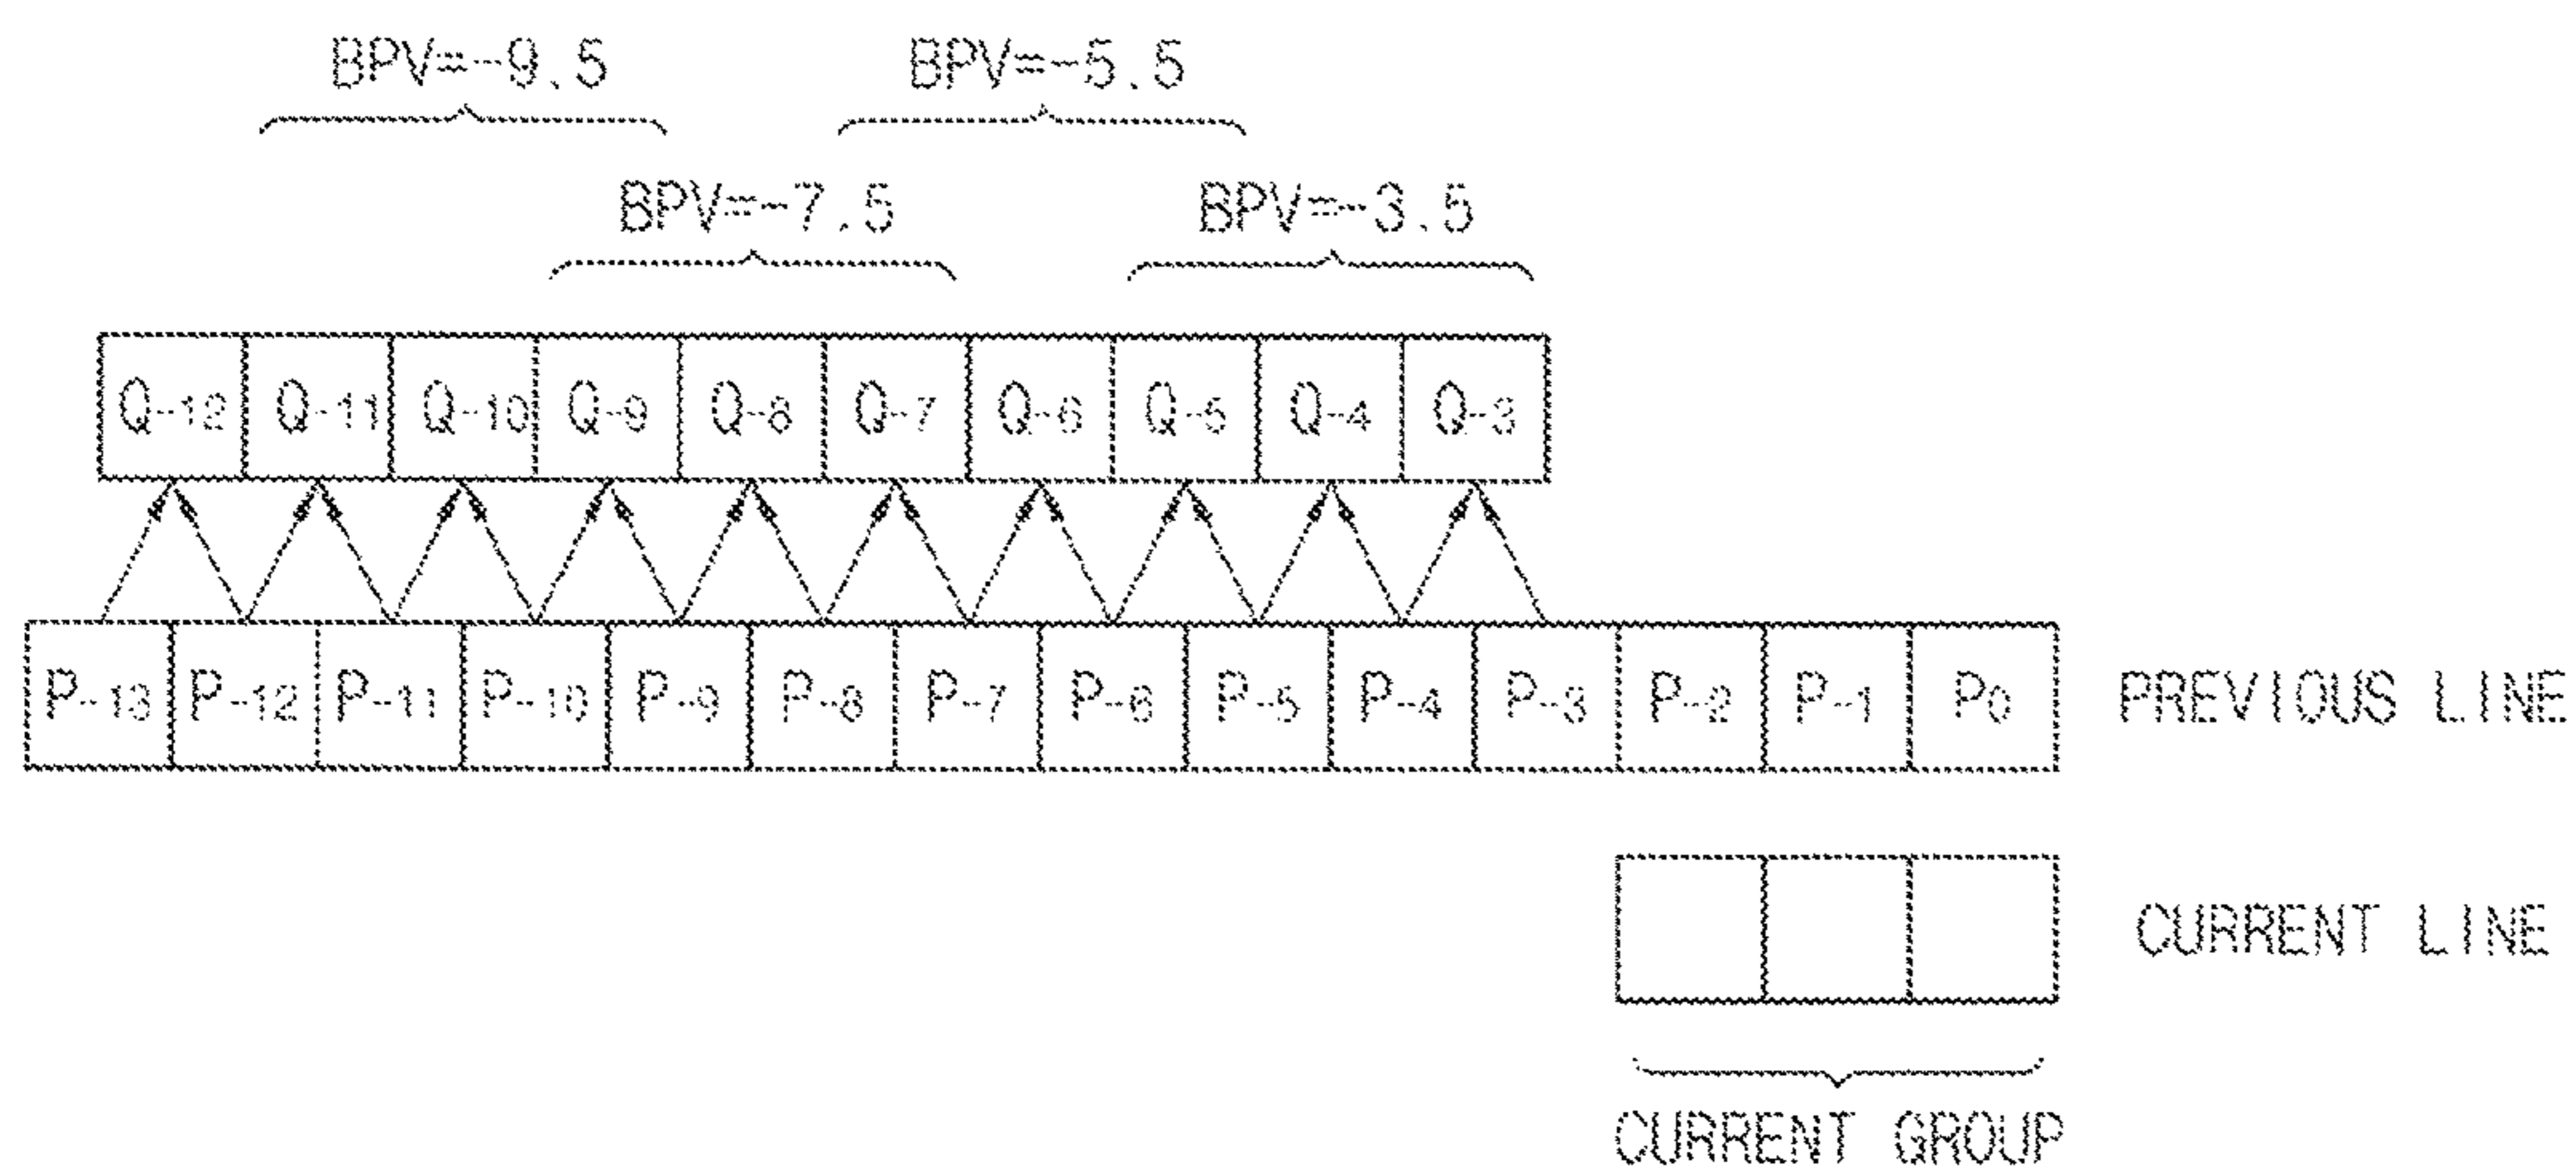 BPV=-9.5 BPV=-5.5
BPV=-7.5 BPV=-3.5
Q-12 Q-11 Q-10 Q-9 Q-8 Q-7 Q-6 Q-5 Q-4 Q-3
P-13 P-12 P-11 P-10 P-9 P-8 P-7 P-6 P-5 P-4 P-3 P-2 P-1 P0 PREVIOUS LINE
CURRENT LINE
CURRENT GROUP